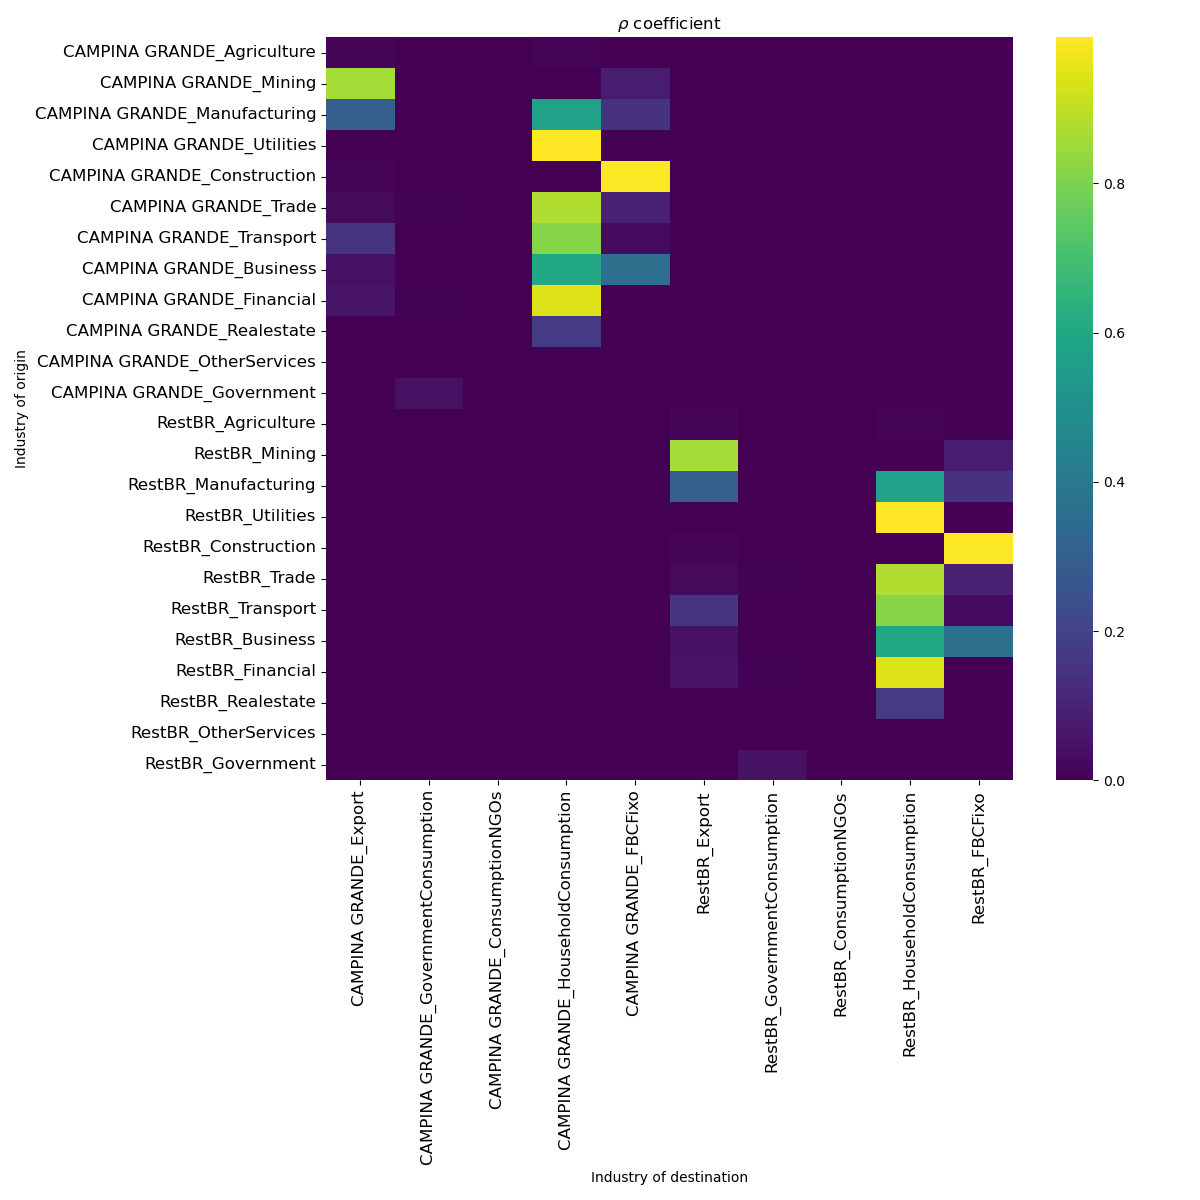 ρ coefficient
CAMPINA GRANDE_Agriculture
CAMPINA GRANDE_Mining
CAMPINA GRANDE_Manufacturing
CAMPINA GRANDE_Utilities
CAMPINA GRANDE_Construction
CAMPINA GRANDE_Trade
CAMPINA GRANDE_Transport
CAMPINA GRANDE_Business
CAMPINA GRANDE_Financial
CAMPINA GRANDE_Realestate
CAMPINA GRANDE_OtherServices
CAMPINA GRANDE_Government
RestBR_Agriculture
RestBR_Mining
RestBR_Manufacturing
RestBR_Utilities
RestBR_Construction
RestBR_Trade
RestBR_Transport
RestBR_Business
RestBR_Financial
RestBR_Realestate
RestBR_OtherServices
RestBR_Government
Industry of origin
CAMPINA GRANDE_Export
CAMPINA GRANDE_GovernmentConsumption
CAMPINA GRANDE_ConsumptionNGOs
CAMPINA GRANDE_HouseholdConsumption
CAMPINA GRANDE_FBCFixo
RestBR_Export
RestBR_GovernmentConsumption
RestBR_ConsumptionNGOs
RestBR_HouseholdConsumption
RestBR_FBCFixo
Industry of destination
0.8
0.6
0.4
0.2
0.0